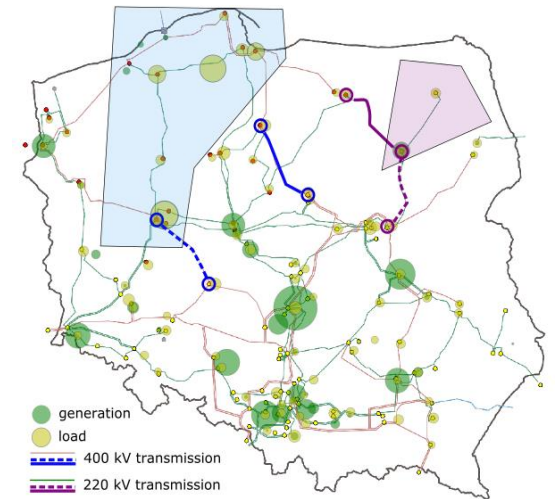 generation
load
400 kV transmission
220 kV transmission